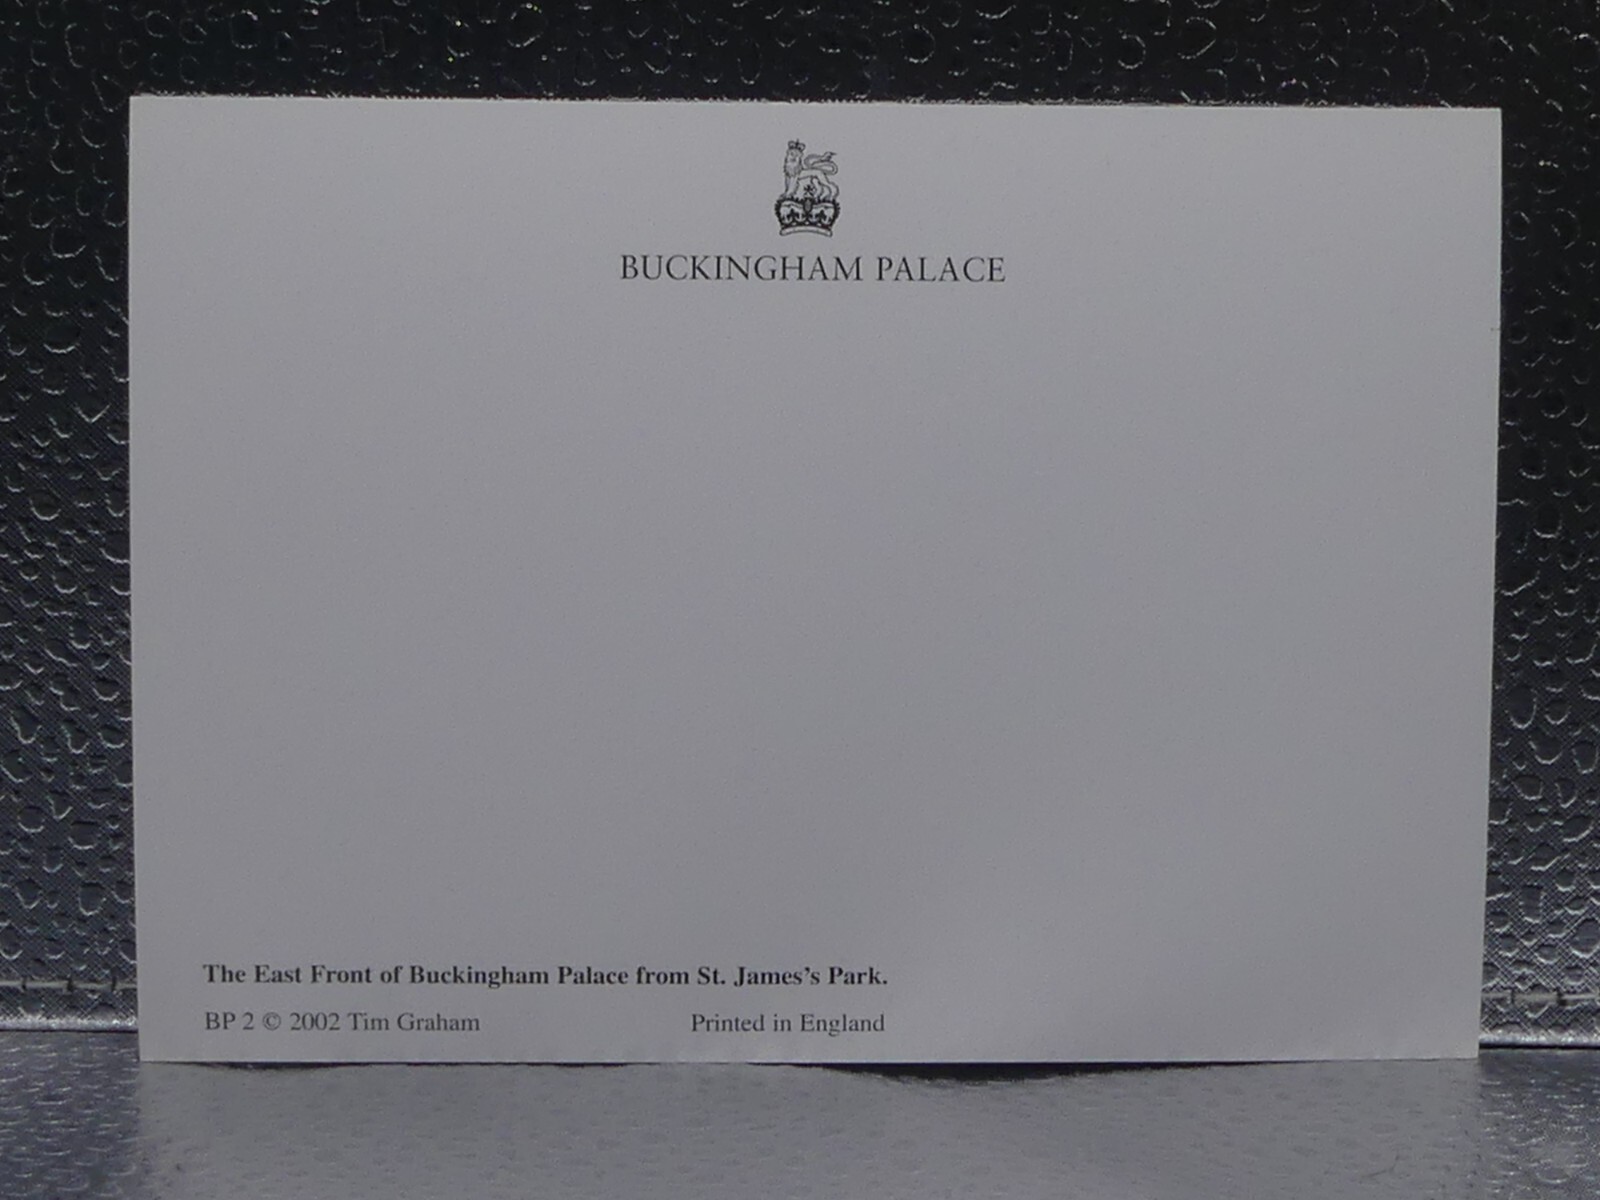 BUCKINGHAM PALACE
The East Front of Buckingham Palace from St. James's Park.
BP 2 © 2002 Tim Graham Printed in England